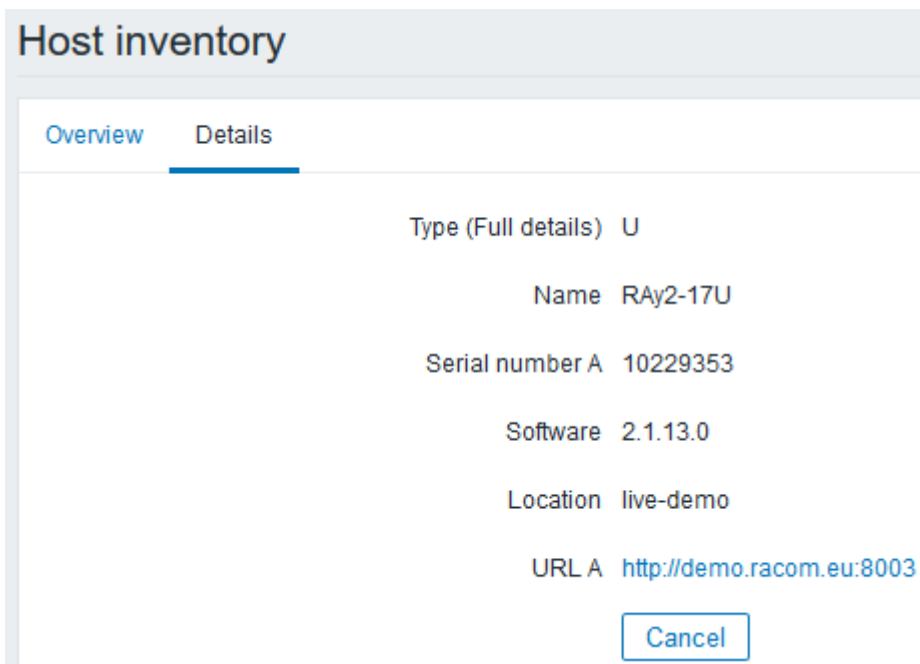 Host inventory
Overview Details
Type (Full details) U
Name RAy2-17U
Serial number A 10229353
Software 2.1.13.0
Location live-demo
URL A http://demo.racom.eu:8003
Cancel